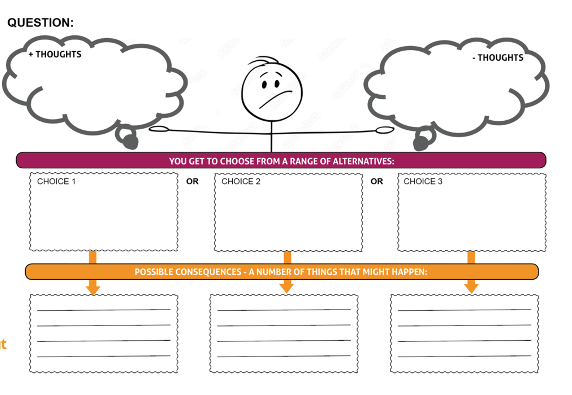 QUESTION:
+ THOUGHTS
- THOUGHTS
YOU GET TO CHOOSE FROM A RANGE OF ALTERNATIVES:
CHOICE 1
OR
CHOICE 2
OR
CHOICE 3
POSSIBLE CONSEQUENCES - A NUMBER OF THINGS THAT MIGHT HAPPEN: